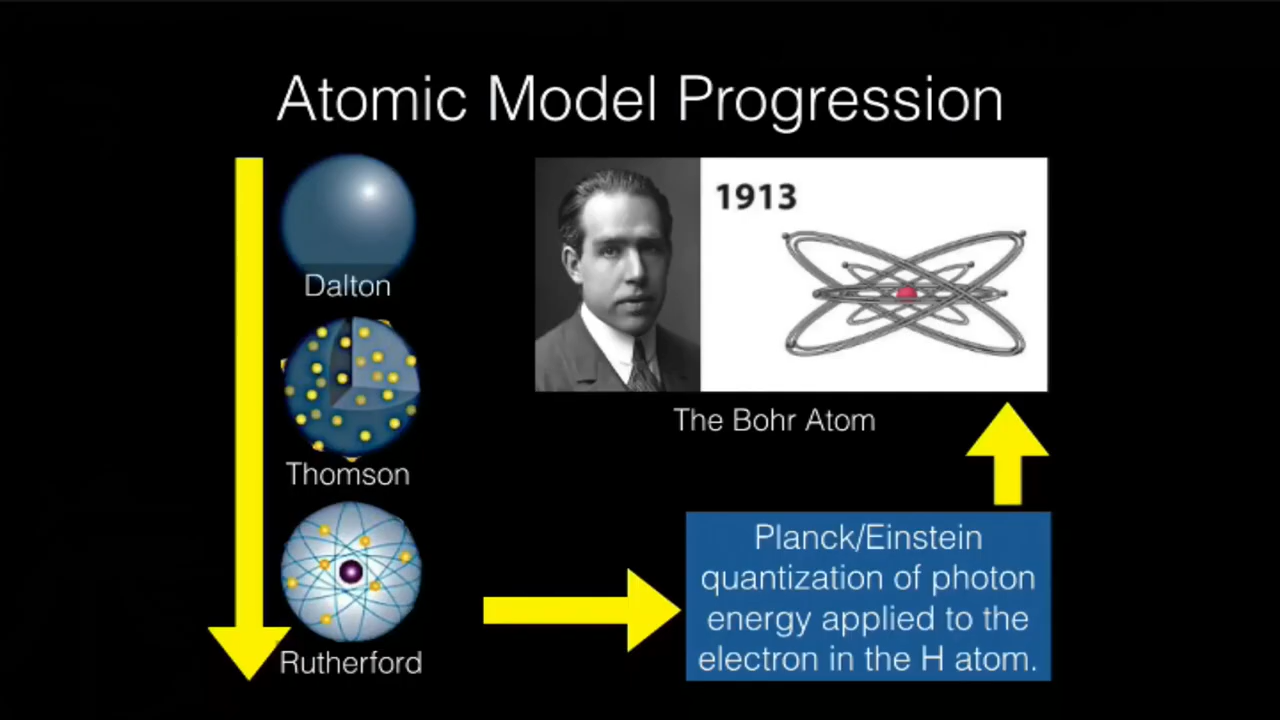 Atomic Model Progression
Dalton
Thomson
Rutherford
1913
The Bohr Atom
Planck/Einstein
quantization of photon
energy applied to the
electron in the H atom.